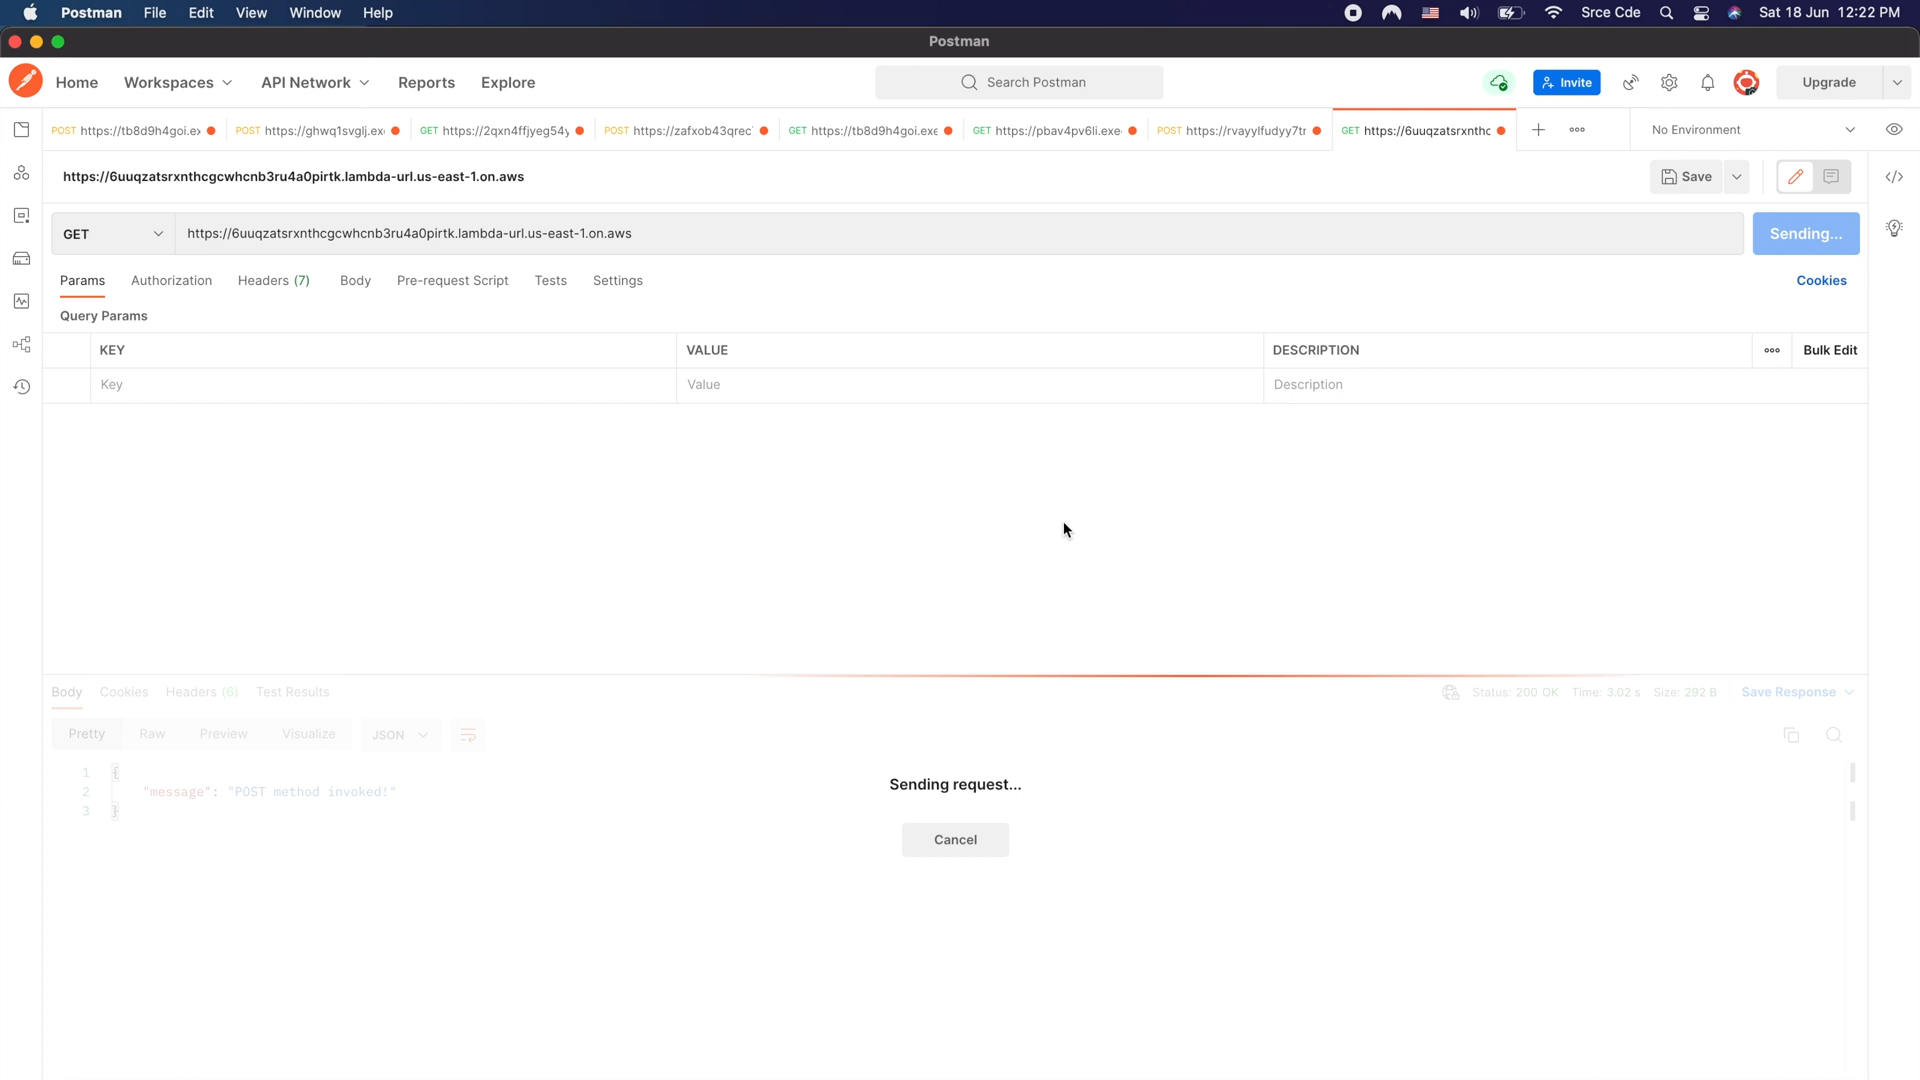 Postman File Edit View Window Help Srce Cde Sat 18 Jun 12:22 PM
Postman
Home Workspaces API Network Reports Explore Search Postman Invite Upgrade
POST https://tb8d9h4goi.ex POST https://ghwq1svglj.exe GET https://2qxn4ffjyeg54y POST https://zafxob43qrec GET https://tb8d9h4goi.exe GET https://pbav4pv6li.exe POST https://rvayylfudyy7tr GET https://6uuqzatsrxnthc No Environment
https://6uuqzatsrxnthcgcwhcnb3ru4a0pirtk.lambda-url.us-east-1.on.aws Save
GET https://6uuqzatsrxnthcgcwhcnb3ru4a0pirtk.lambda-url.us-east-1.on.aws Sending...
Params Authorization Headers (7) Body Pre-request Script Tests Settings Cookies
Query Params
KEY VALUE DESCRIPTION Bulk Edit
Key Value Description
Body Cookies Headers (6) Test Results Status: 200 OK Time: 3.02 s Size: 292 B Save Response
Pretty Raw Preview Visualize JSON
1 {
2 "message": "POST method invoked!"
3 }
Sending request...
Cancel